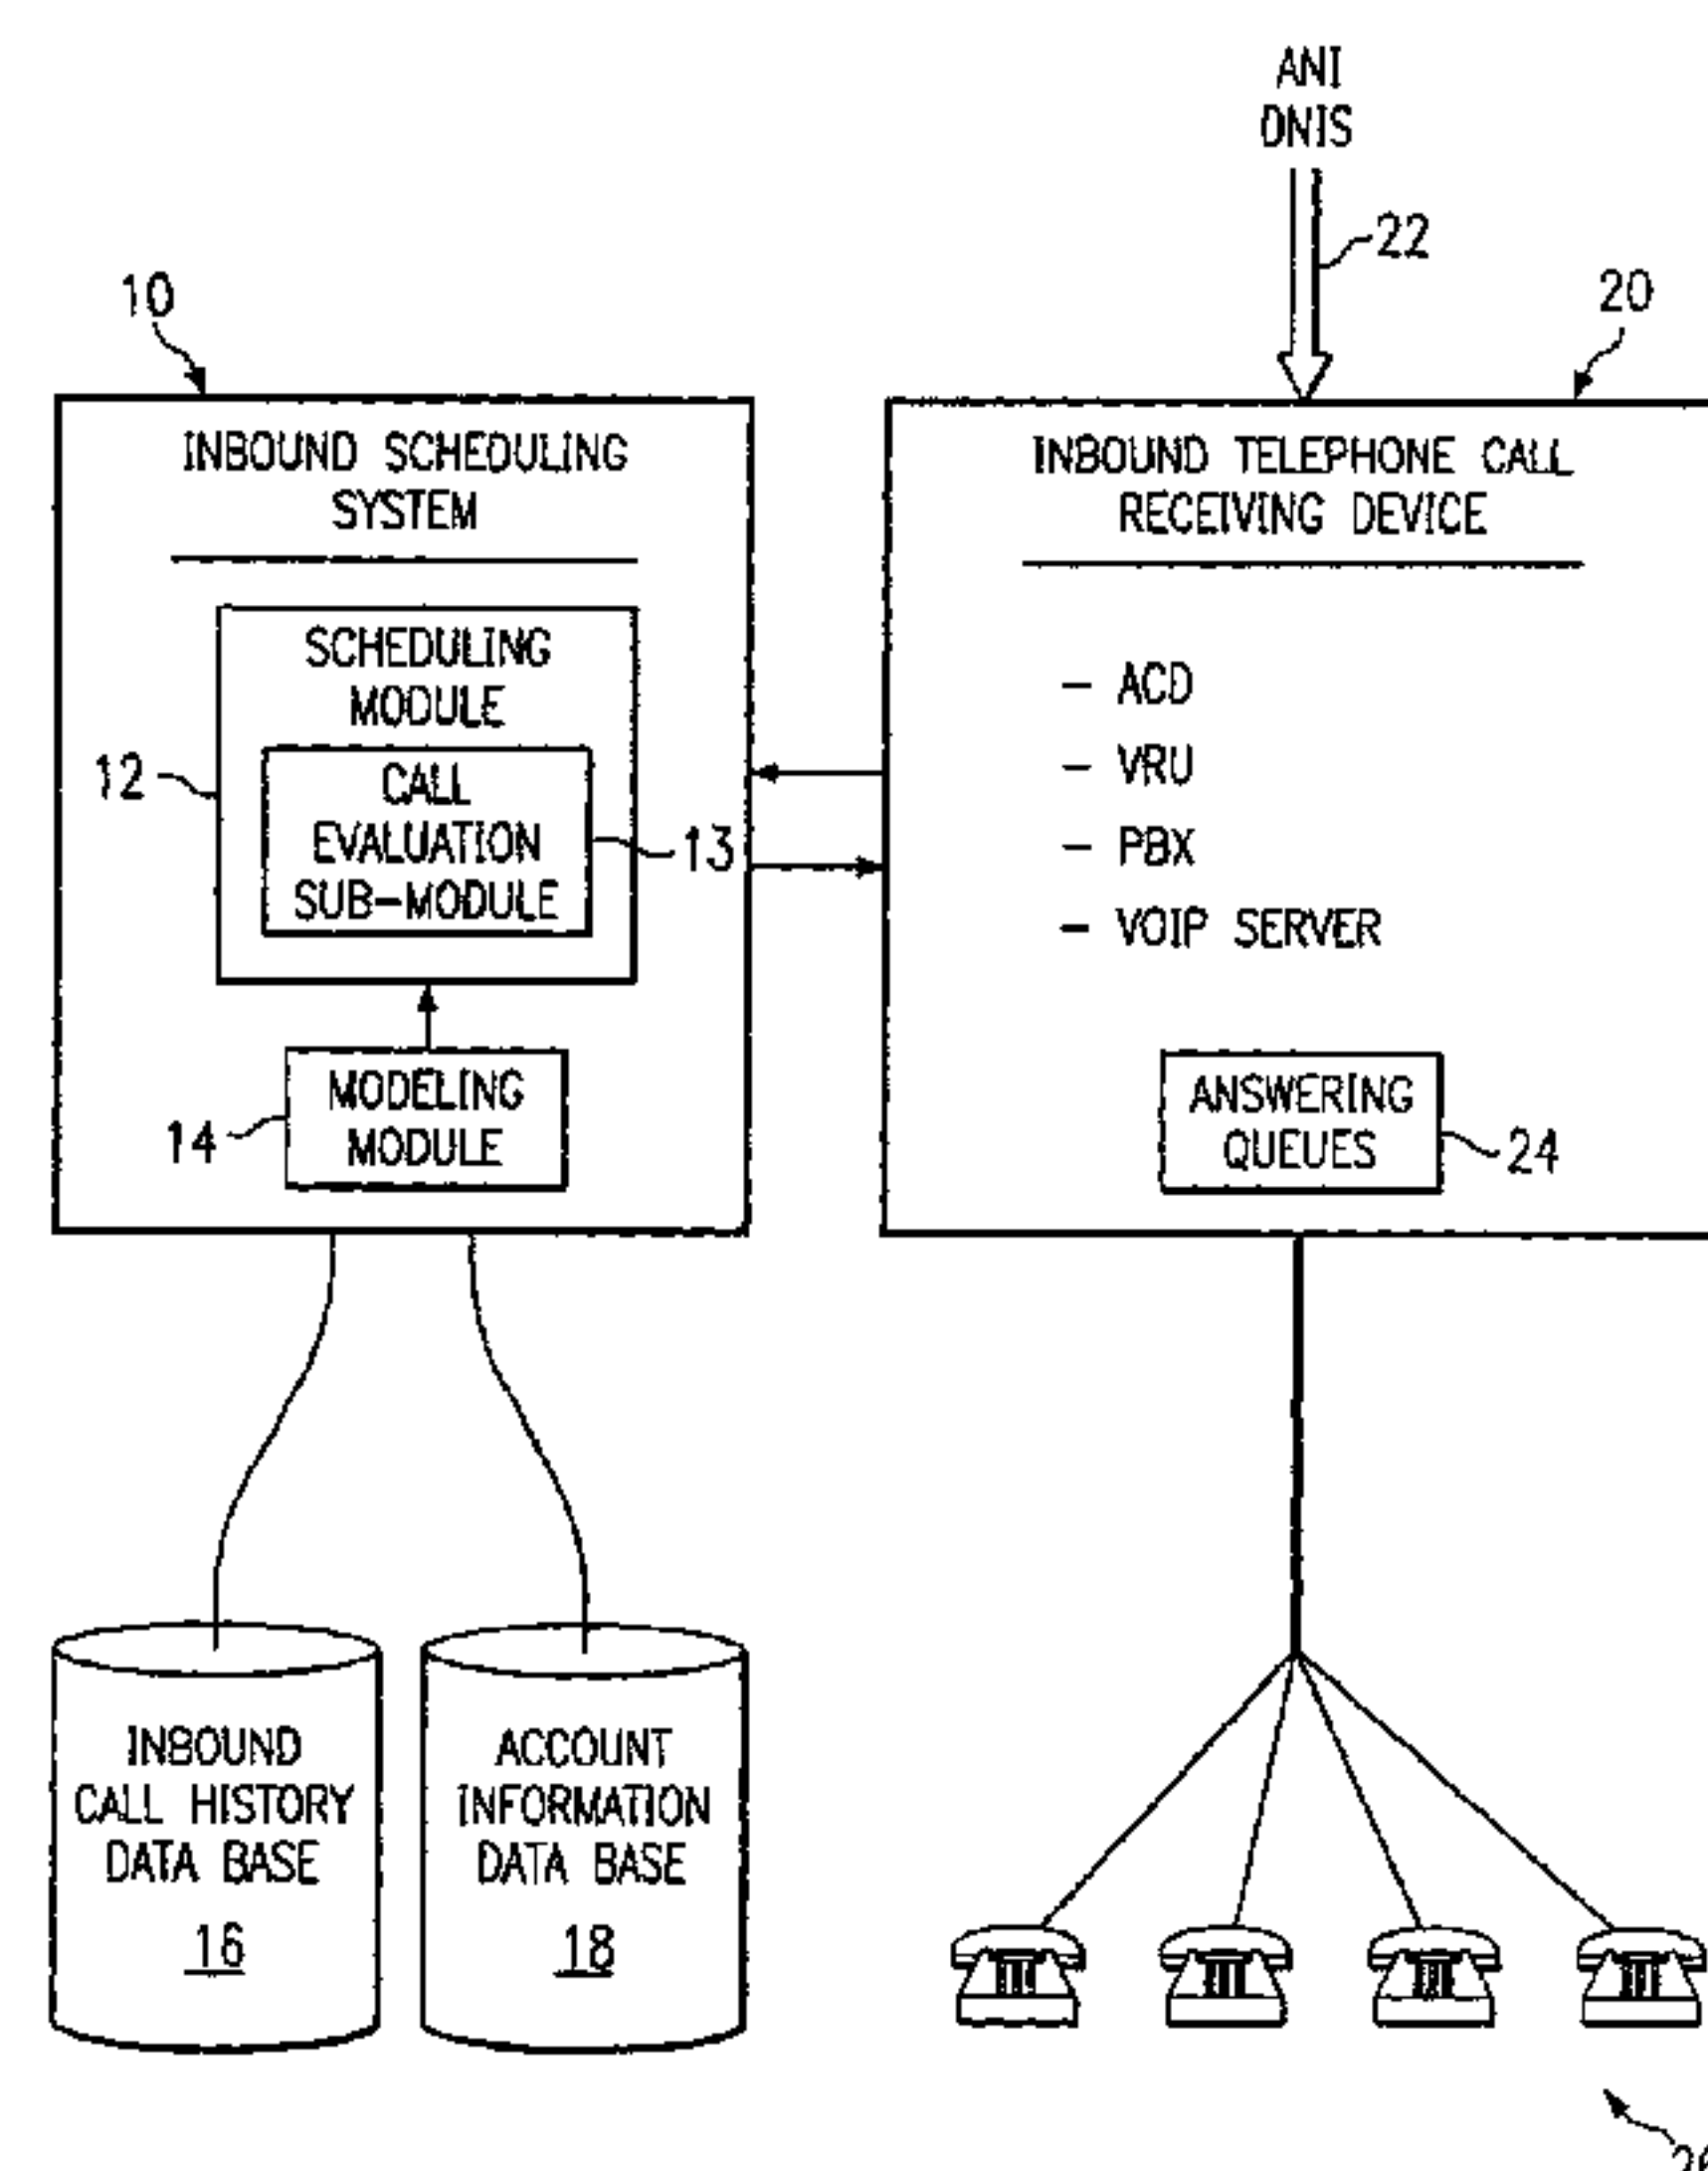 ANI
DNIS
22
10
20
INBOUND SCHEDULING
SYSTEM
SCHEDULING
MODULE
12
CALL
EVALUATION
SUB-MODULE
13
MODELING
MODULE
14
INBOUND TELEPHONE CALL
RECEIVING DEVICE
- ACD
- VRU
- PBX
- VOIP SERVER
ANSWERING
QUEUES
24
INBOUND
CALL HISTORY
DATA BASE
16
ACCOUNT
INFORMATION
DATA BASE
18